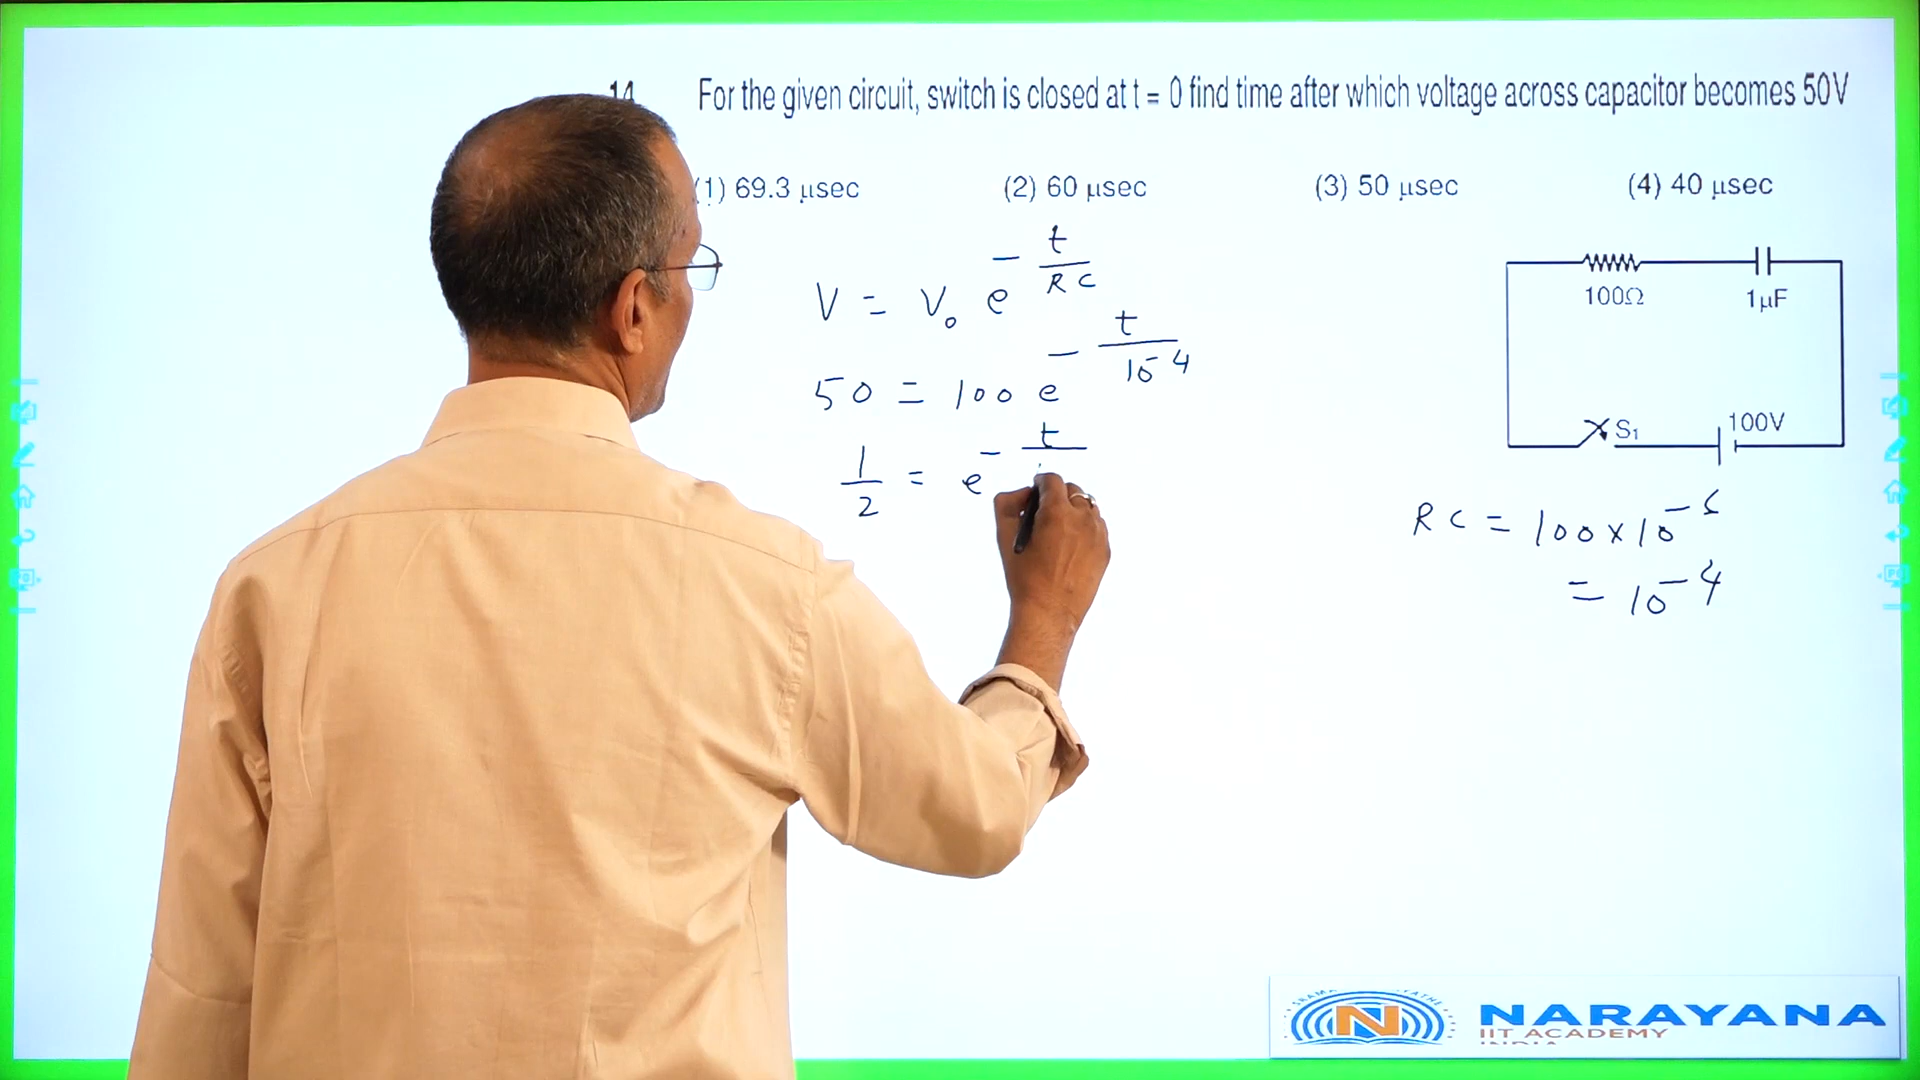 14 For the given circuit, switch is closed at t = 0 find time after which voltage across capacitor becomes 50V
(1) 69.3 μsec (2) 60 μsec (3) 50 μsec (4) 40 μsec
V = V₀ e^(- t/RC)
50 = 100 e^(- t/10⁻⁴)
1/2 = e^(- t/
100Ω 1μF
S₁ 100V
RC = 100 × 10⁻⁶
= 10⁻⁴
NARAYANA
IIT ACADEMY
INDIA